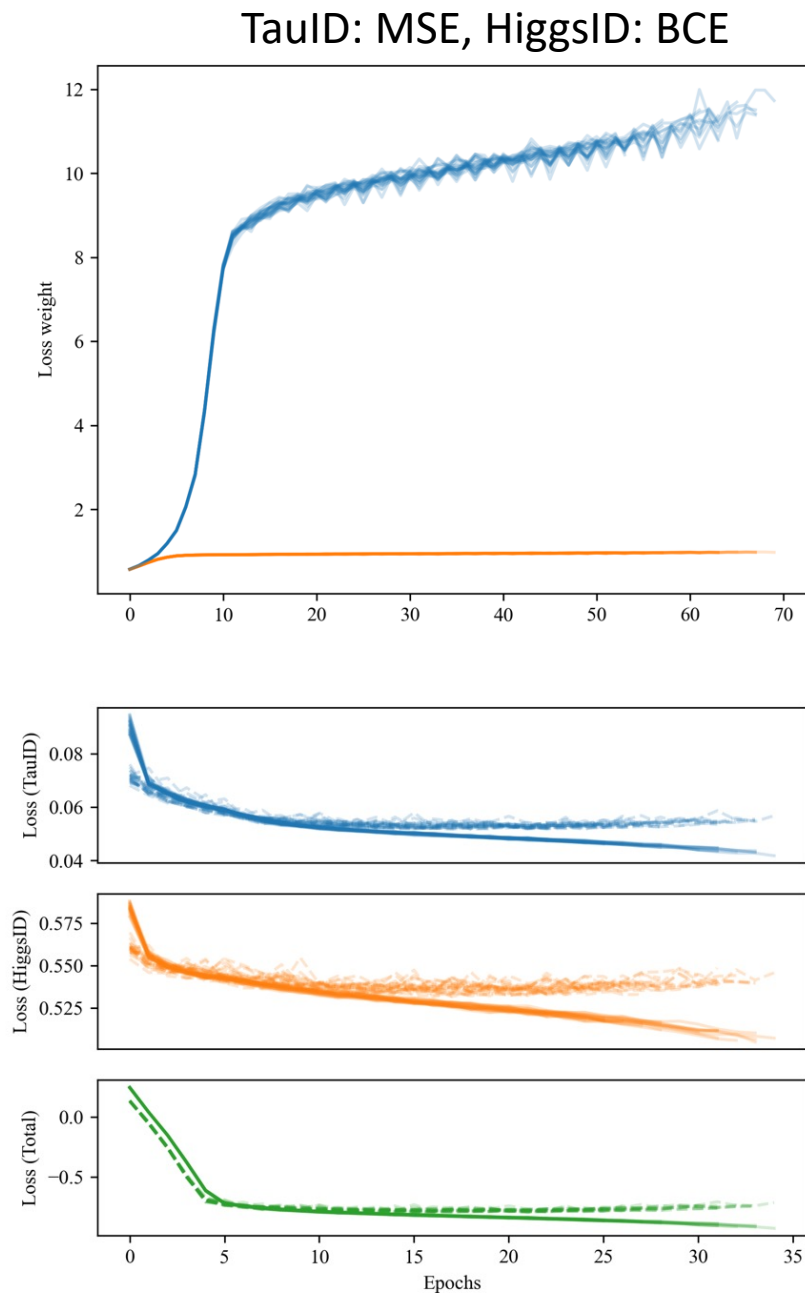 TauID: MSE, HiggsID: BCE
12
10
8
6
4
2
Loss weight
0 10 20 30 40 50 60 70
0.08
0.06
0.04
Loss (TauID)
0.575
0.550
0.525
Loss (HiggsID)
0.0
−0.5
Loss (Total)
0 5 10 15 20 25 30 35
Epochs